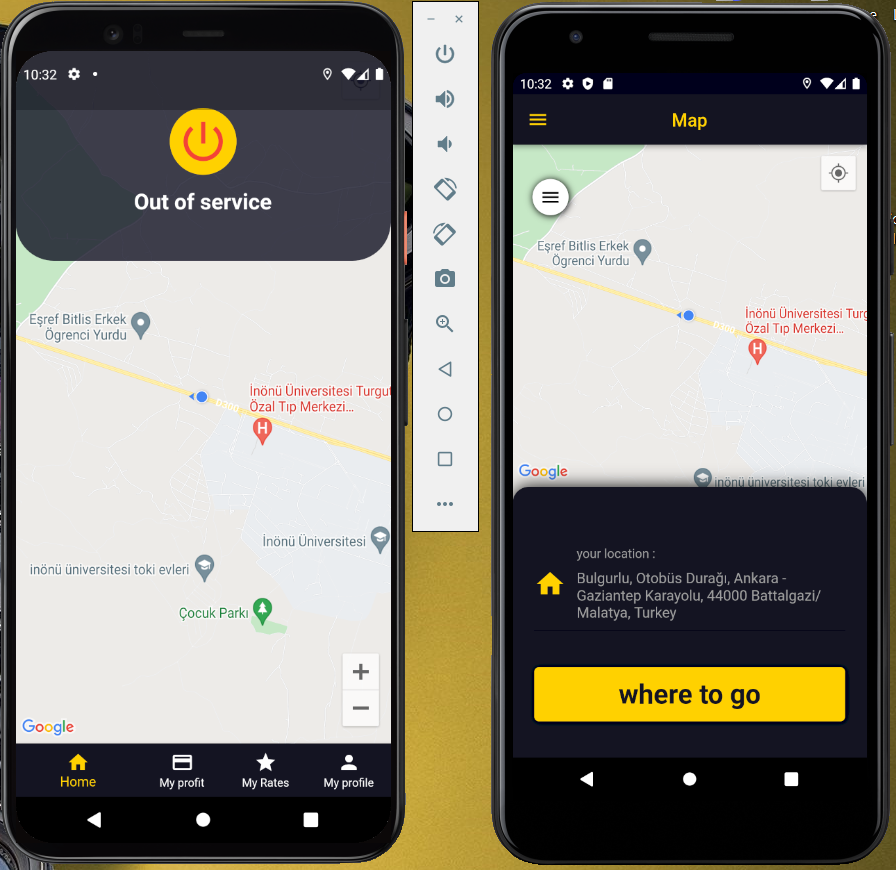 10:32
Out of service
Eşref Bitlis Erkek
Ögrenci Yurdu
D300
İnönü Üniversitesi Turgut
Özal Tıp Merkezi...
H
İnönü Üniversitesi
inönü üniversitesi toki evleri
Çocuk Parkı
+
−
Google
Home
My profit
My Rates
My profile
10:32
Map
Eşref Bitlis Erkek
Ögrenci Yurdu
D300
İnönü Üniversitesi Turg
Özal Tıp Merkezi...
H
Google
inönü üniversitesi toki evleri
your location :
Bulgurlu, Otobüs Durağı, Ankara -
Gaziantep Karayolu, 44000 Battalgazi/
Malatya, Turkey
where to go